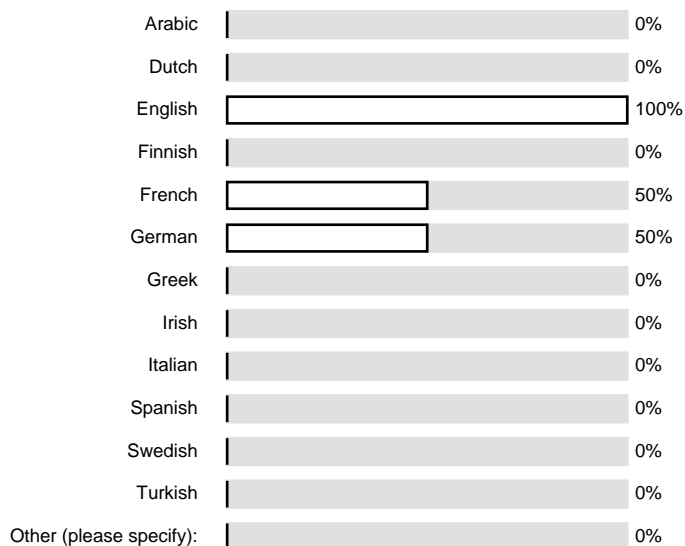 Arabic 0%
Dutch 0%
English 100%
Finnish 0%
French 50%
German 50%
Greek 0%
Irish 0%
Italian 0%
Spanish 0%
Swedish 0%
Turkish 0%
Other (please specify): 0%